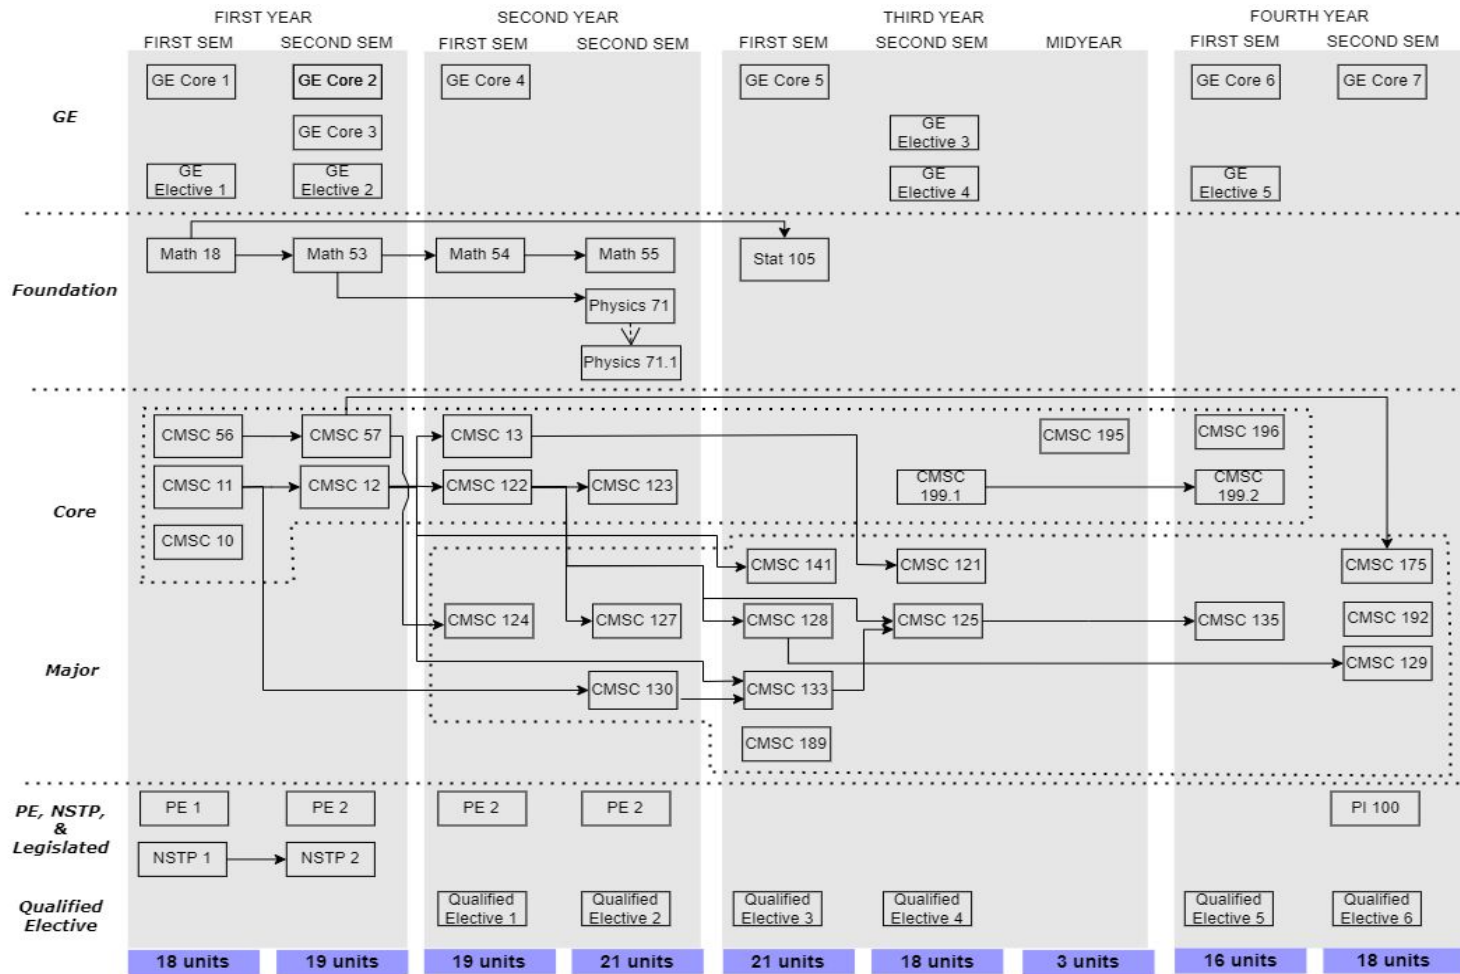 FIRST YEAR
SECOND YEAR
THIRD YEAR
FOURTH YEAR
FIRST SEM
SECOND SEM
FIRST SEM
SECOND SEM
FIRST SEM
SECOND SEM
MIDYEAR
FIRST SEM
SECOND SEM
GE
GE Core 1
GE Core 2
GE Core 4
GE Core 5
GE Core 6
GE Core 7
GE Core 3
GE
Elective 3
GE
Elective 1
GE
Elective 2
GE
Elective 4
GE
Elective 5
Foundation
Math 18
Math 53
Math 54
Math 55
Stat 105
Physics 71
Physics 71.1
Core
CMSC 56
CMSC 57
CMSC 13
CMSC 195
CMSC 196
CMSC 11
CMSC 12
CMSC 122
CMSC 123
CMSC
199.1
CMSC
199.2
CMSC 10
Major
CMSC 141
CMSC 121
CMSC 175
CMSC 124
CMSC 127
CMSC 128
CMSC 125
CMSC 135
CMSC 192
CMSC 129
CMSC 130
CMSC 133
CMSC 189
PE, NSTP,
&
Legislated
PE 1
PE 2
PE 2
PE 2
PI 100
NSTP 1
NSTP 2
Qualified
Elective
Qualified
Elective 1
Qualified
Elective 2
Qualified
Elective 3
Qualified
Elective 4
Qualified
Elective 5
Qualified
Elective 6
18 units
19 units
19 units
21 units
21 units
18 units
3 units
16 units
18 units